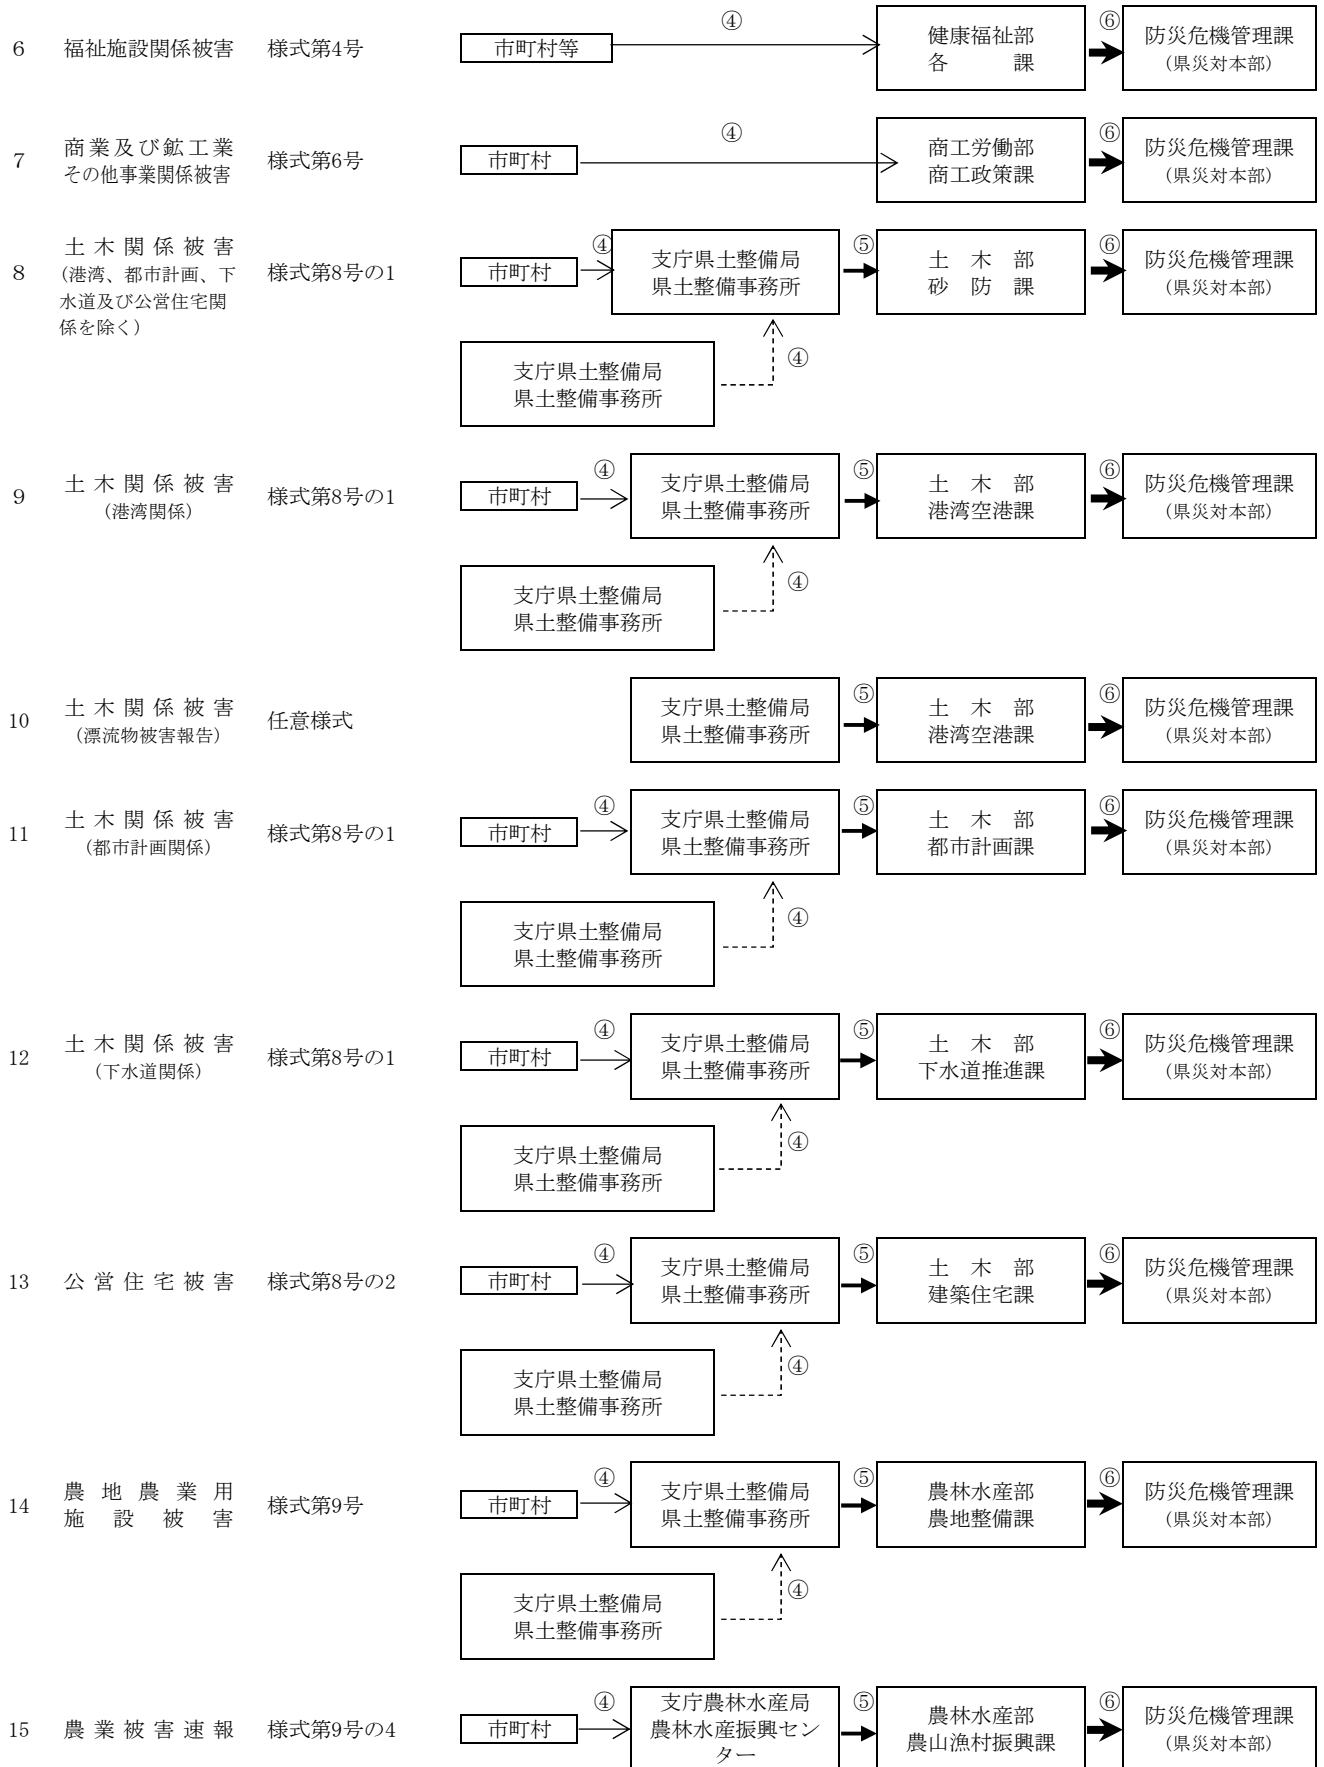 ④ ⑥
6 福祉施設関係被害 様式第4号 市町村等 健康福祉部 各課 防災危機管理課 (県災対本部)
④ ⑥
7 商業及び鉱工業 その他事業関係被害 様式第6号 市町村 商工労働部 商工政策課 防災危機管理課 (県災対本部)
④ ⑤ ⑥
8 土木関係被害 (港湾、都市計画、下水道及び公営住宅関係を除く) 様式第8号の1 市町村 支庁県土整備局 県土整備事務所 土木部 砂防課 防災危機管理課 (県災対本部)
④
支庁県土整備局
県土整備事務所
④ ⑤ ⑥
9 土木関係被害 (港湾関係) 様式第8号の1 市町村 支庁県土整備局 県土整備事務所 土木部 港湾空港課 防災危機管理課 (県災対本部)
④
支庁県土整備局
県土整備事務所
⑤ ⑥
10 土木関係被害 (漂流物被害報告) 任意様式 支庁県土整備局 県土整備事務所 土木部 港湾空港課 防災危機管理課 (県災対本部)
④ ⑤ ⑥
11 土木関係被害 (都市計画関係) 様式第8号の1 市町村 支庁県土整備局 県土整備事務所 土木部 都市計画課 防災危機管理課 (県災対本部)
④
支庁県土整備局
県土整備事務所
④ ⑤ ⑥
12 土木関係被害 (下水道関係) 様式第8号の1 市町村 支庁県土整備局 県土整備事務所 土木部 下水道推進課 防災危機管理課 (県災対本部)
④
支庁県土整備局
県土整備事務所
④ ⑤ ⑥
13 公営住宅被害 様式第8号の2 市町村 支庁県土整備局 県土整備事務所 土木部 建築住宅課 防災危機管理課 (県災対本部)
④
支庁県土整備局
県土整備事務所
④ ⑤ ⑥
14 農地農業用 施設被害 様式第9号 市町村 支庁県土整備局 県土整備事務所 農林水産部 農地整備課 防災危機管理課 (県災対本部)
④
支庁県土整備局
県土整備事務所
④ ⑤ ⑥
15 農業被害速報 様式第9号の4 市町村 支庁農林水産局 農林水産振興センター 農林水産部 農山漁村振興課 防災危機管理課 (県災対本部)